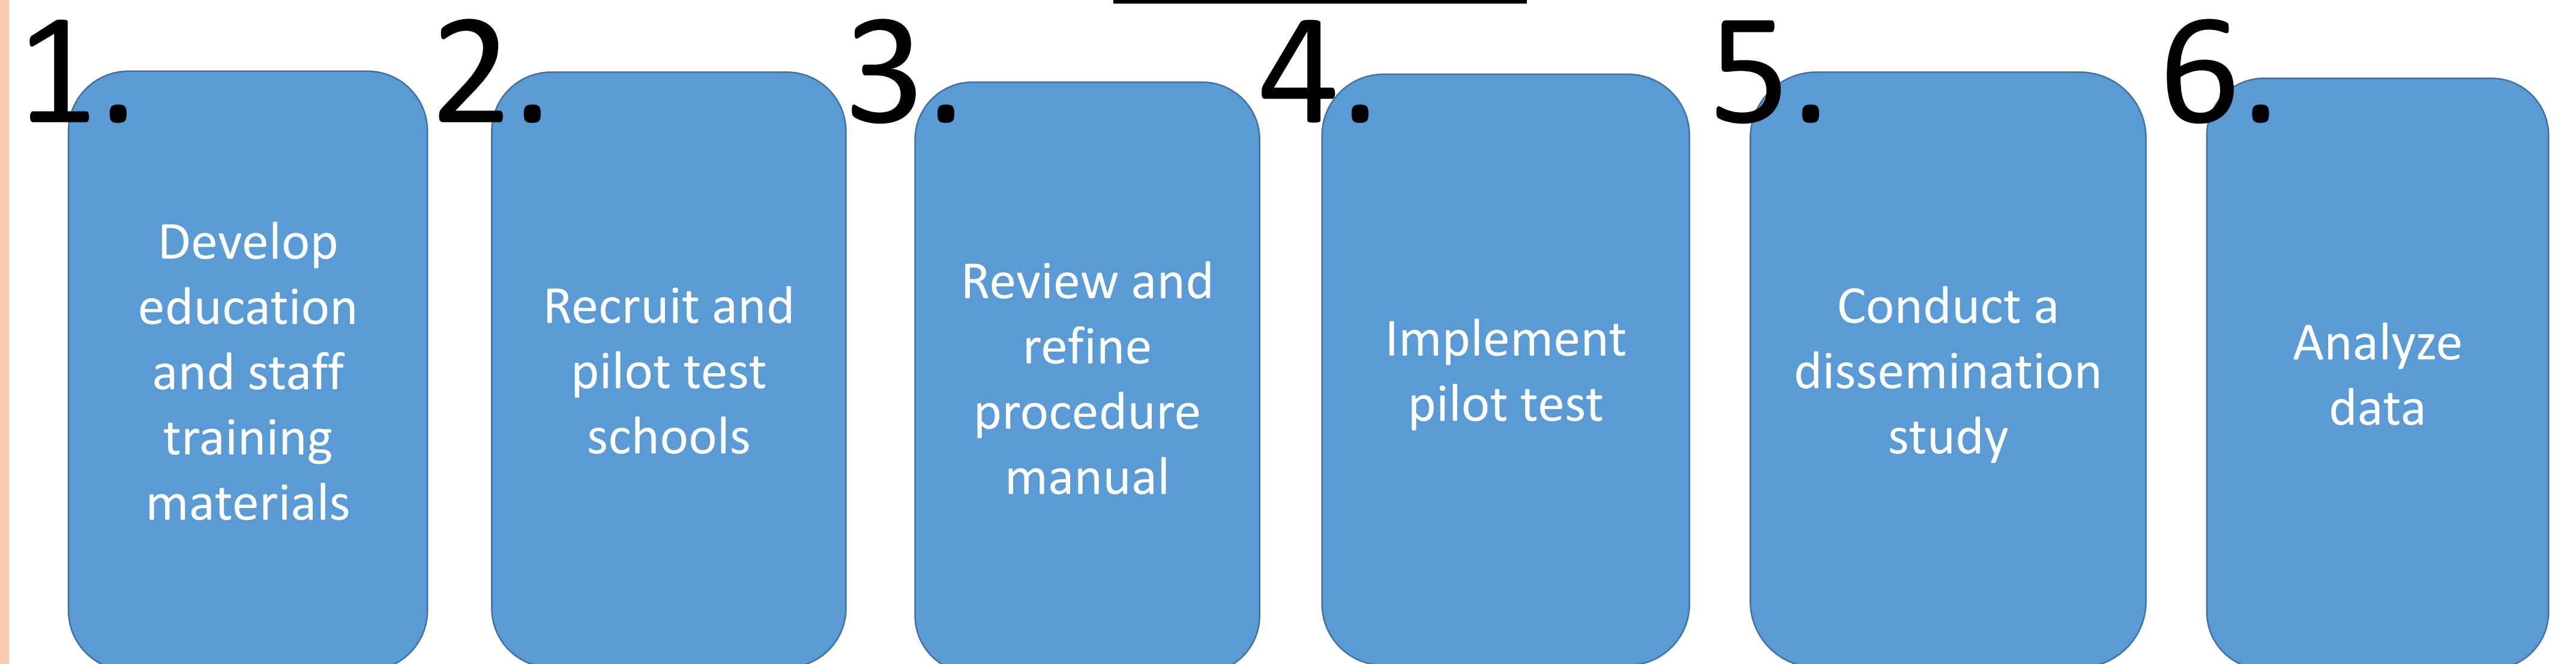 1.
Develop
education
and staff
training
materials
2.
Recruit and
pilot test
schools
3.
Review and
refine
procedure
manual
4.
Implement
pilot test
5.
Conduct a
dissemination
study
6.
Analyze
data